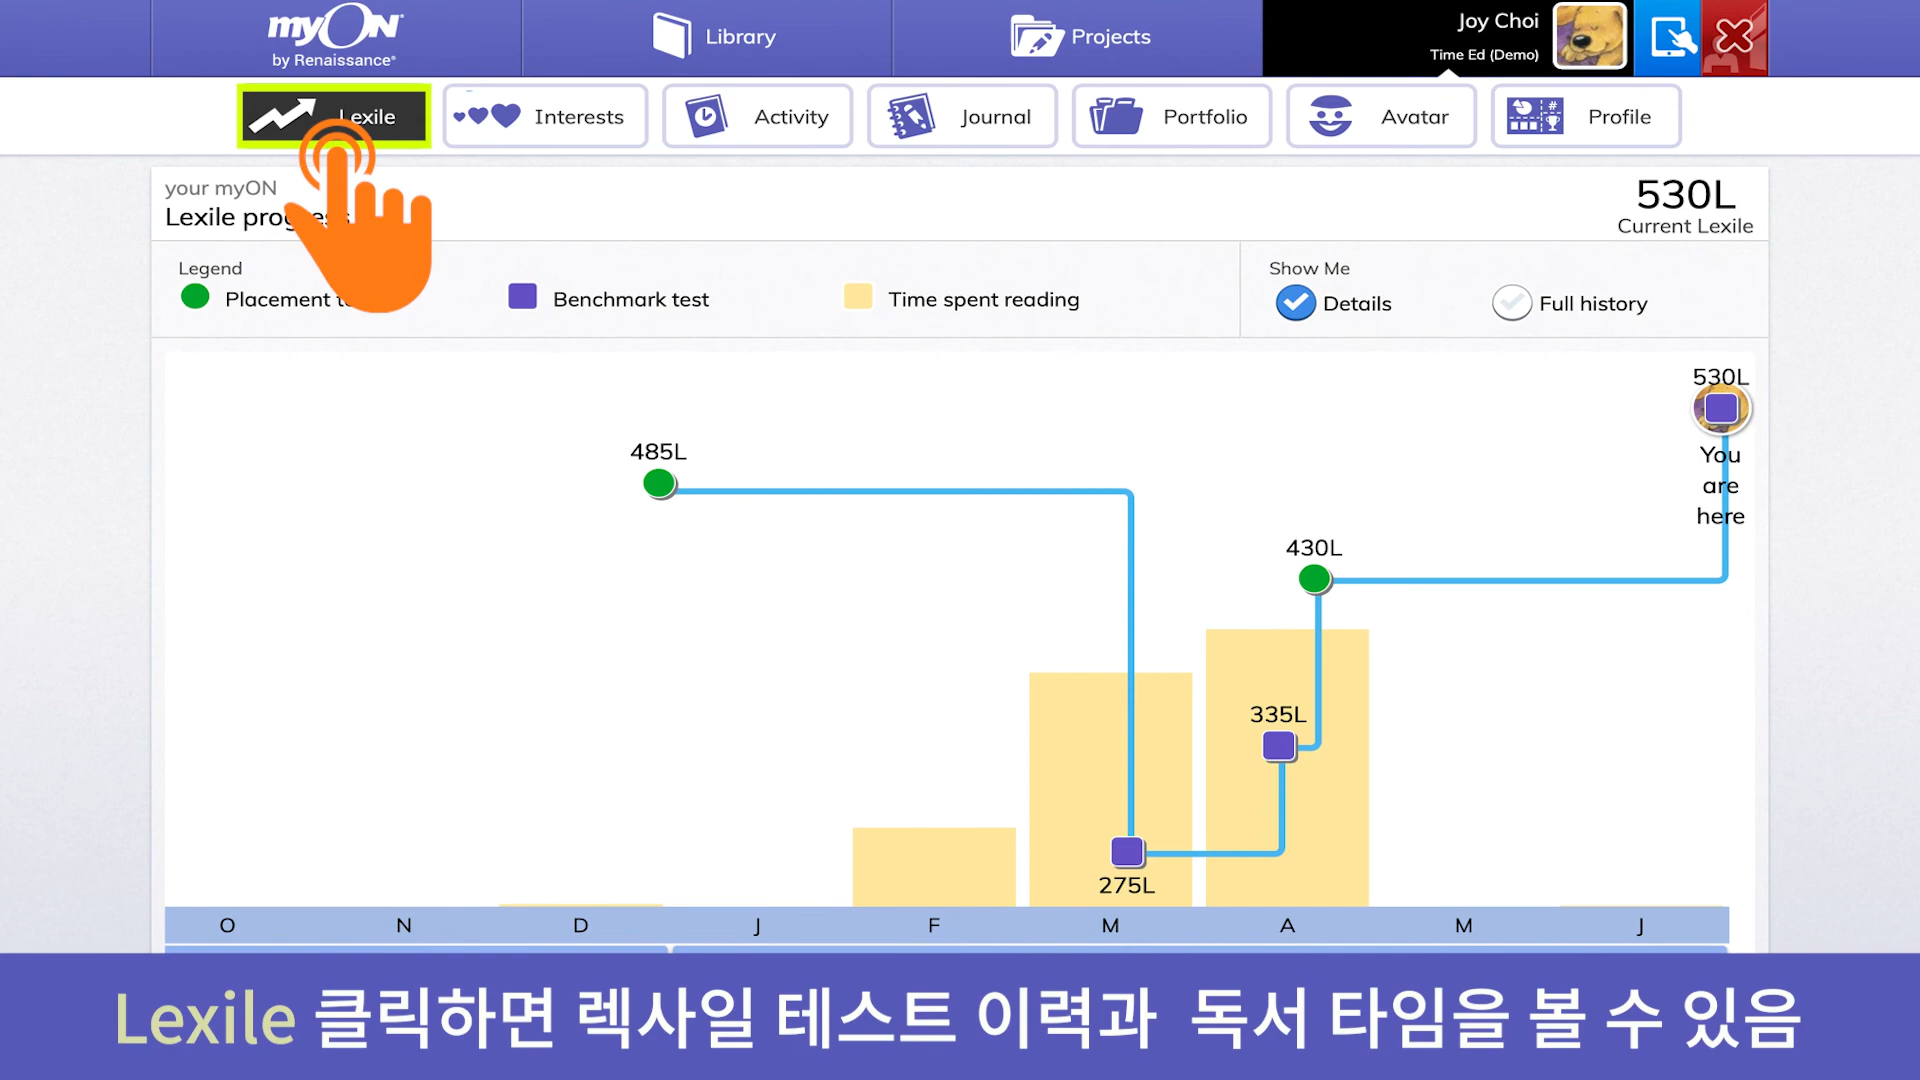 myON®
by Renaissance®
Library
Projects
Joy Choi
Time Ed (Demo)
Lexile
Interests
Activity
Journal
Portfolio
Avatar
Profile
your myON
Lexile progress
530L
Current Lexile
Legend
Placement
Benchmark test
Time spent reading
Show Me
Details
Full history
530L
You
are
here
485L
430L
335L
275L
O N D J F M A M J
Lexile 클릭하면 렉사일 테스트 이력과 독서 타임을 볼 수 있음